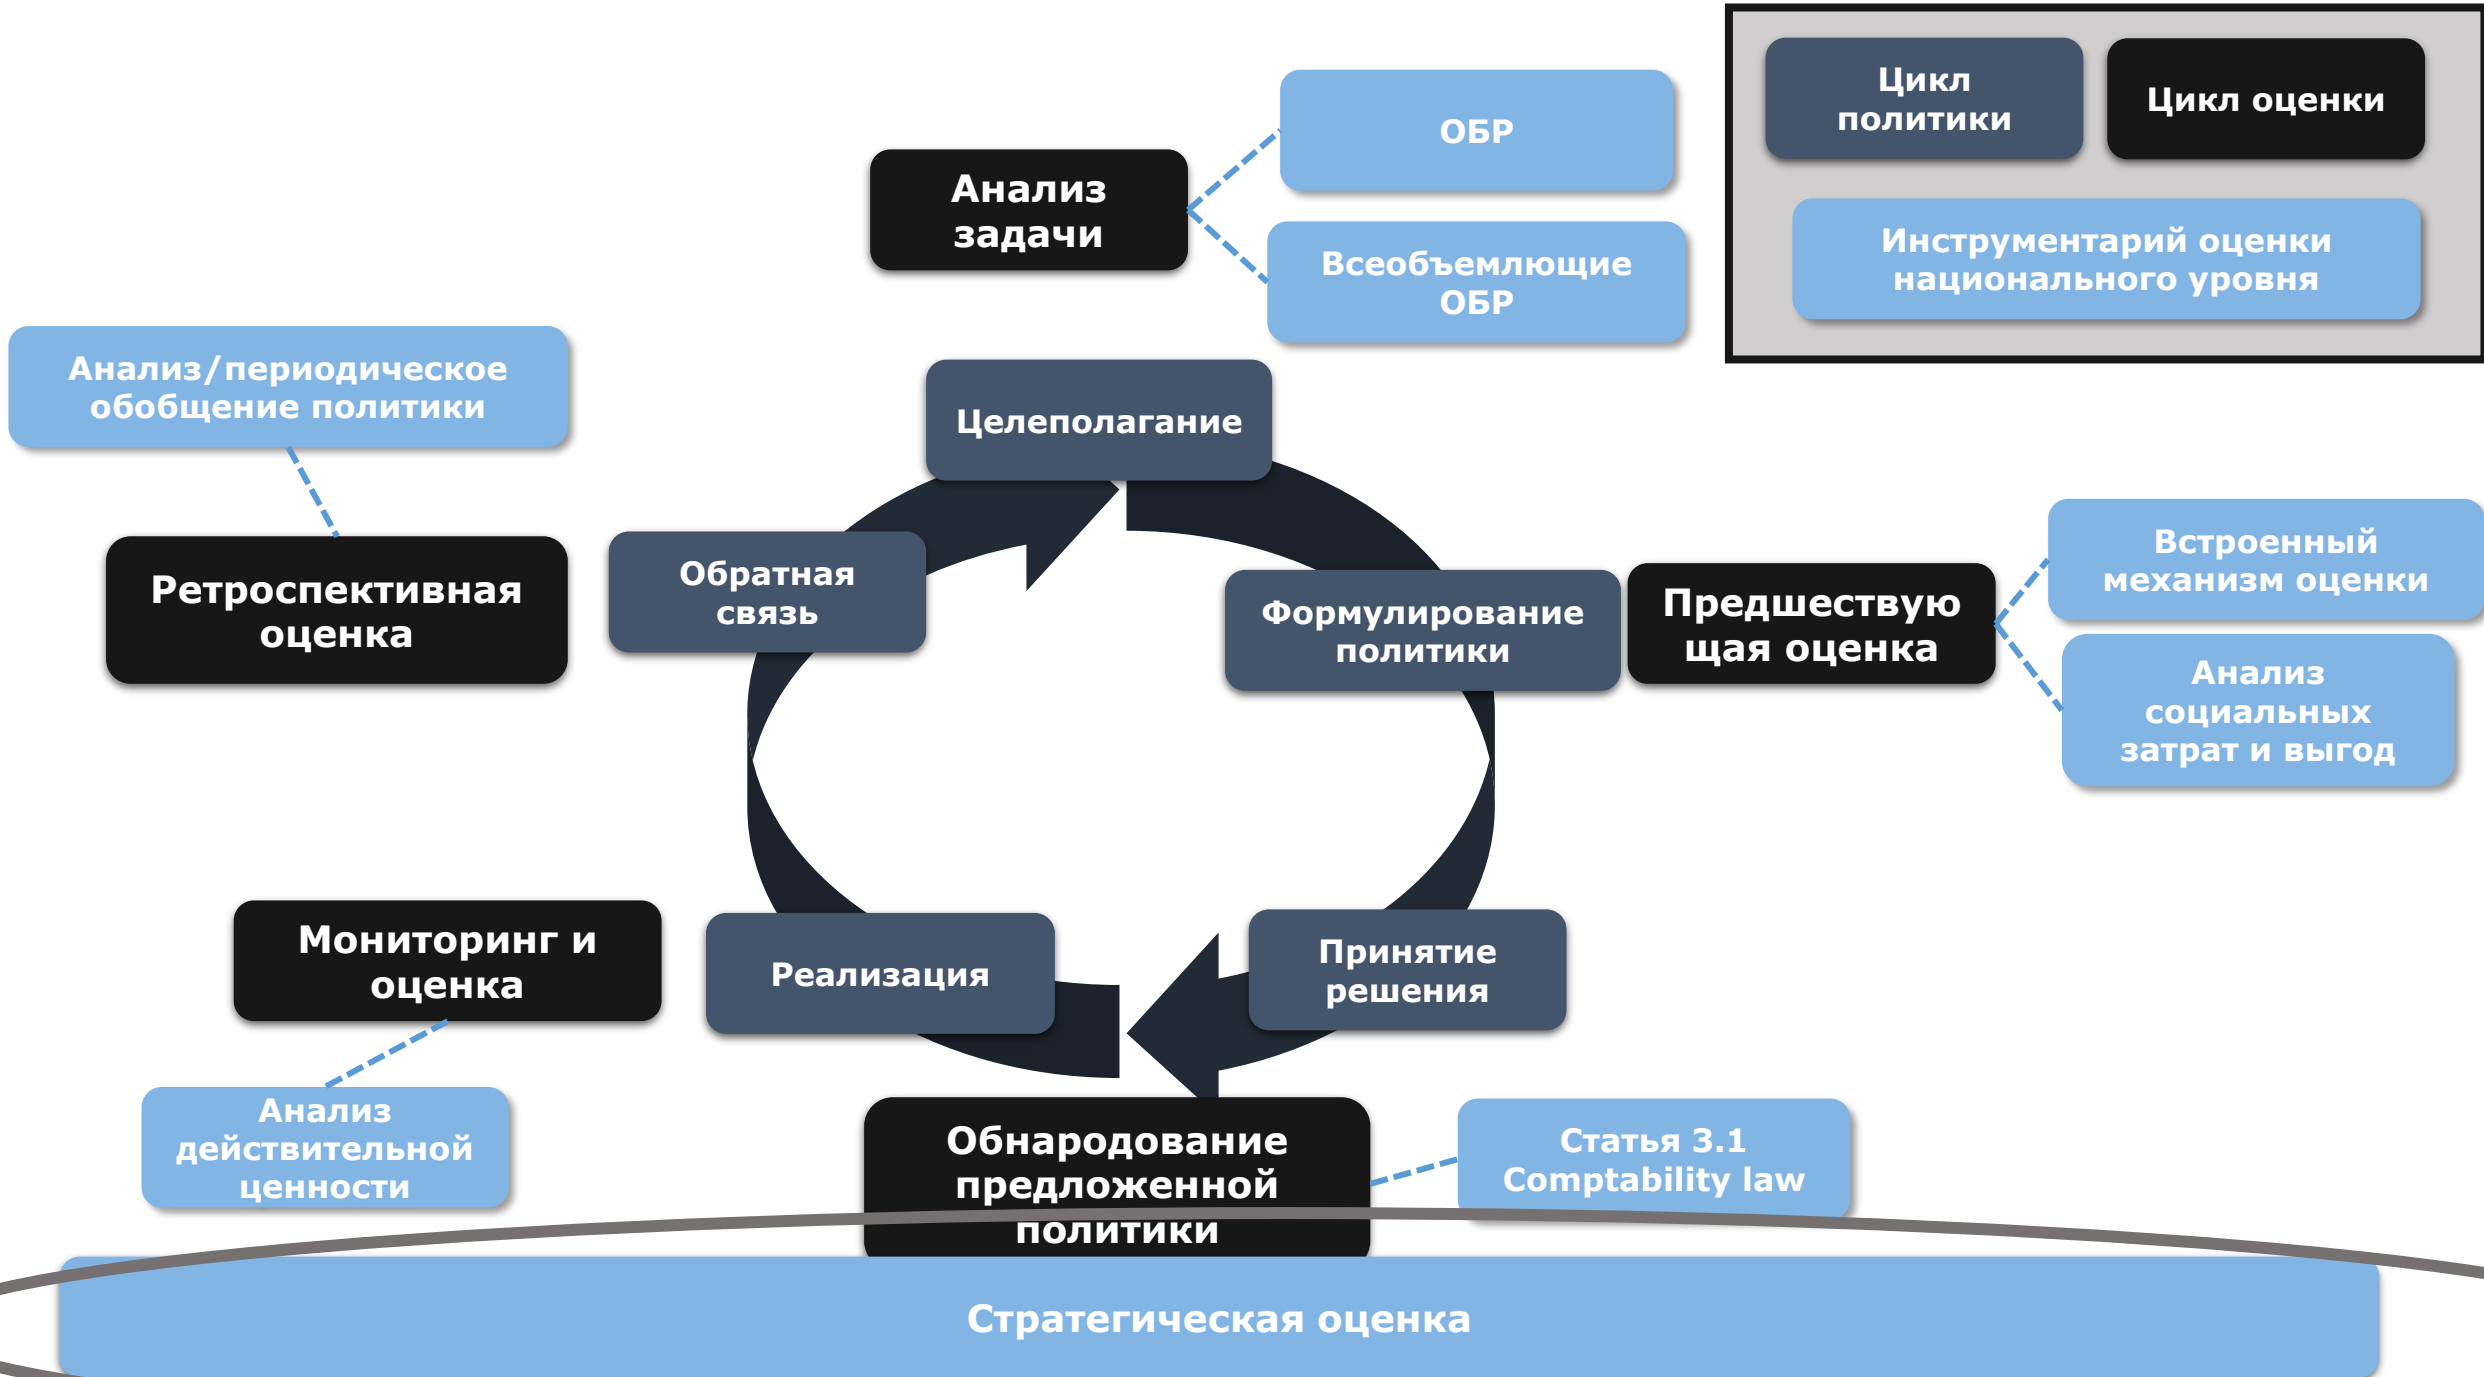 Цикл
политики
Цикл оценки
Инструментарий оценки
национального уровня
ОБР
Анализ
задачи
Всеобъемлющие
ОБР
Анализ/периодическое
обобщение политики
Целеполагание
Ретроспективная
оценка
Обратная
связь
Формулирование
политики
Предшествую
щая оценка
Встроенный
механизм оценки
Анализ
социальных
затрат и выгод
Мониторинг и
оценка
Реализация
Принятие
решения
Анализ
действительной
ценности
Обнародование
предложенной
политики
Статья 3.1
Comptability law
Стратегическая оценка